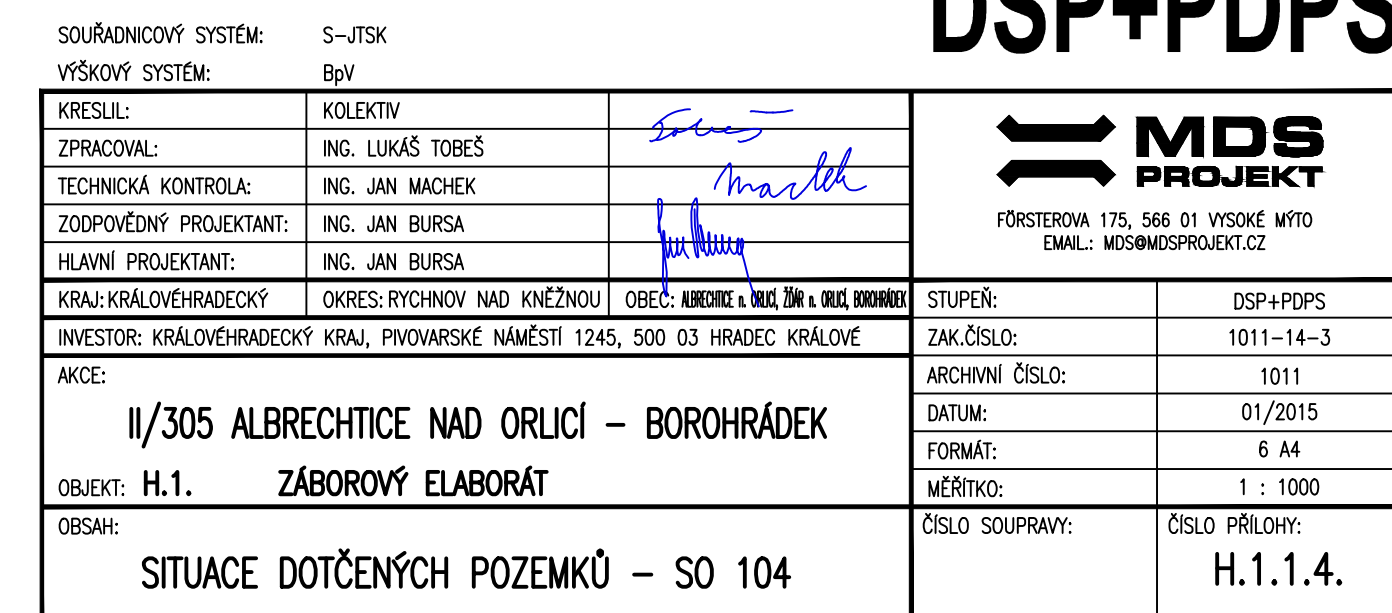 DSP+PDPS
SOUŘADNICOVÝ SYSTÉM: S-JTSK
VÝŠKOVÝ SYSTÉM: BpV
KRESLIL: KOLEKTIV
ZPRACOVAL: ING. LUKÁŠ TOBEŠ
TECHNICKÁ KONTROLA: ING. JAN MACHEK
ZODPOVĚDNÝ PROJEKTANT: ING. JAN BURSA
HLAVNÍ PROJEKTANT: ING. JAN BURSA
Tobeš
Machek
MDS
PROJEKT
FÖRSTEROVA 175, 566 01 VYSOKÉ MÝTO
EMAIL.: MDS@MDSPROJEKT.CZ
KRAJ: KRÁLOVÉHRADECKÝ OKRES: RYCHNOV NAD KNĚŽNOU OBEC: ALBRECHTICE n. ORLICÍ, ŽĎÁR n. ORLICÍ, BOROHRÁDEK
INVESTOR: KRÁLOVÉHRADECKÝ KRAJ, PIVOVARSKÉ NÁMĚSTÍ 1245, 500 03 HRADEC KRÁLOVÉ
AKCE:
II/305 ALBRECHTICE NAD ORLICÍ – BOROHRÁDEK
OBJEKT: H.1. ZÁBOROVÝ ELABORÁT
STUPEŇ: DSP+PDPS
ZAK.ČÍSLO: 1011-14-3
ARCHIVNÍ ČÍSLO: 1011
DATUM: 01/2015
FORMÁT: 6 A4
MĚŘÍTKO: 1 : 1000
OBSAH:
SITUACE DOTČENÝCH POZEMKŮ – SO 104
ČÍSLO SOUPRAVY:
ČÍSLO PŘÍLOHY:
H.1.1.4.